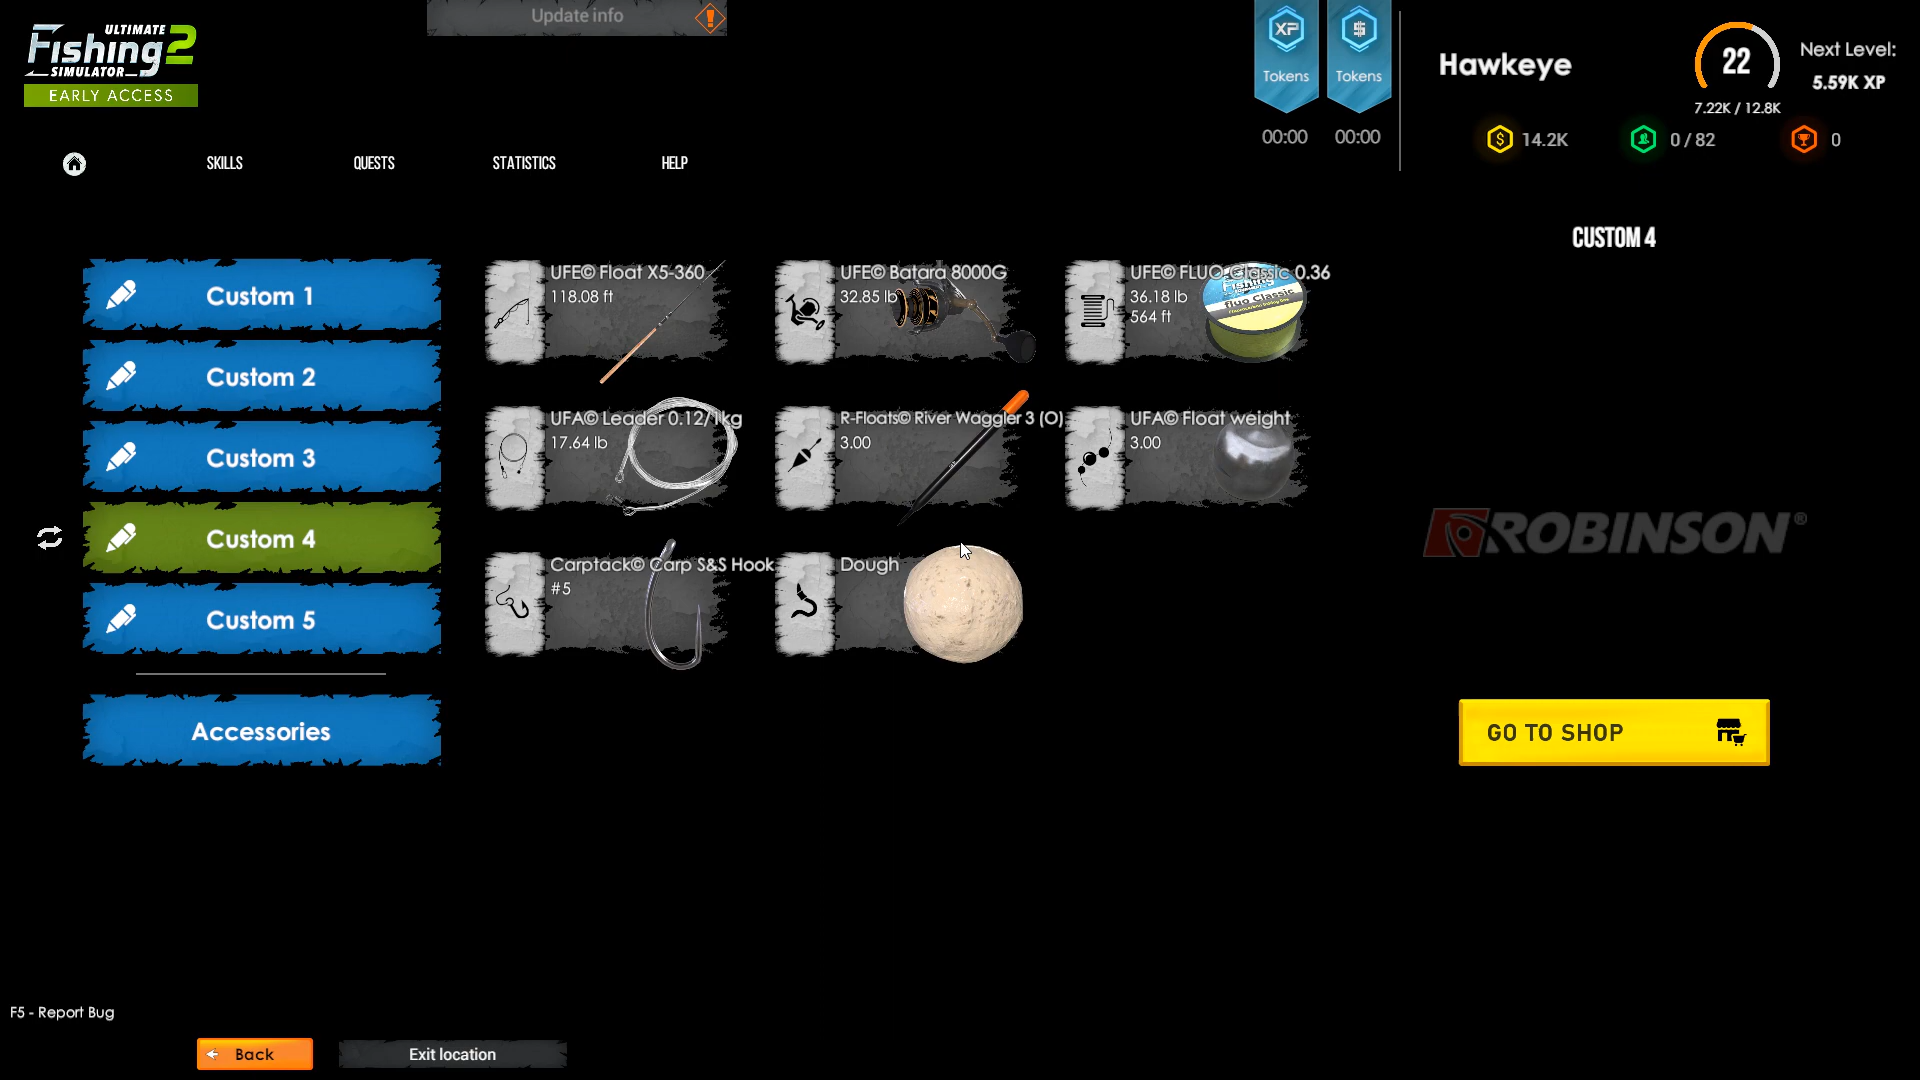 Update info
ULTIMATE
Fishing 2
SIMULATOR
EARLY ACCESS
XP
Tokens
00:00
$
Tokens
00:00
Hawkeye
22
7.22K / 12.8K
Next Level:
5.59K XP
14.2K
0 / 82
0
SKILLS
QUESTS
STATISTICS
HELP
CUSTOM 4
Custom 1
Custom 2
Custom 3
Custom 4
Custom 5
Accessories
UFE© Float X5-360
118.08 ft
UFE© Batara 8000G
32.85 lb
UFE© FLUO-Classic 0.36
36.18 lb
564 ft
Fishing
fluo Classic
UFA© Leader 0.12/1kg
17.64 lb
R-Floats© River Waggler 3 (O)
3.00
UFA© Float weight
3.00
Carptack© Carp S&S Hook
#5
Dough
ROBINSON®
GO TO SHOP
F5 - Report Bug
Back
Exit location